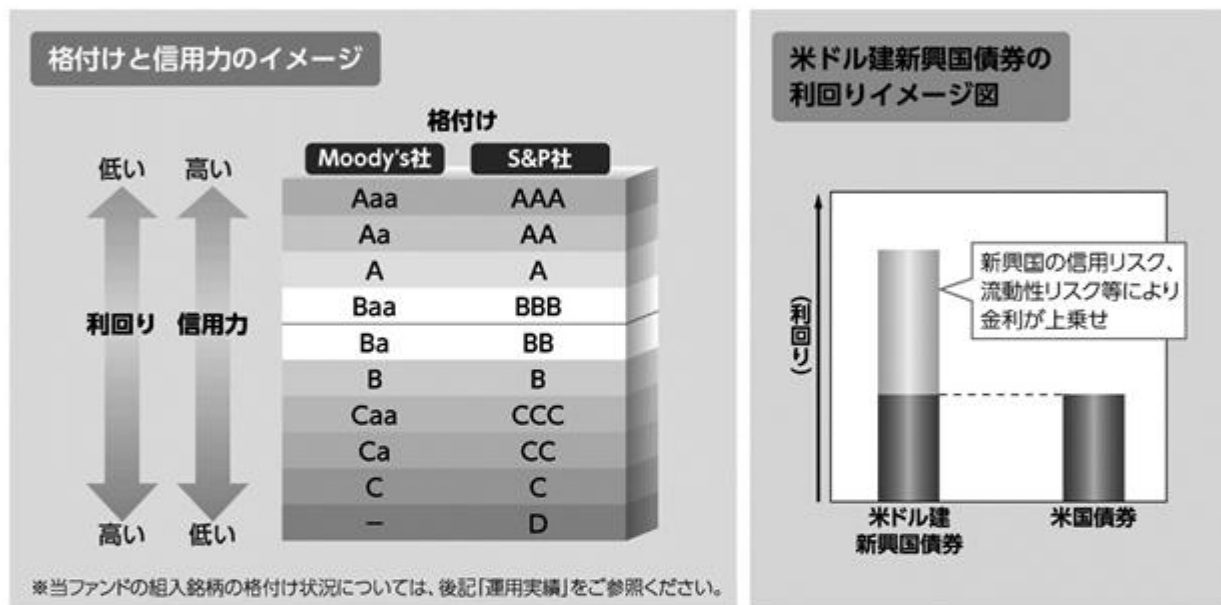 格付けと信用力のイメージ
格付け
Moody's社 S&P社
低い 高い
Aaa AAA
Aa AA
A A
Baa BBB
利回り 信用力
Ba BB
B B
Caa CCC
Ca CC
C C
高い 低い
− D
※当ファンドの組入銘柄の格付け状況については、後記「運用実績」をご参照ください。
米ドル建新興国債券の
利回りイメージ図
(利回り)
新興国の信用リスク、
流動性リスク等により
金利が上乗せ
米ドル建
新興国債券
米国債券